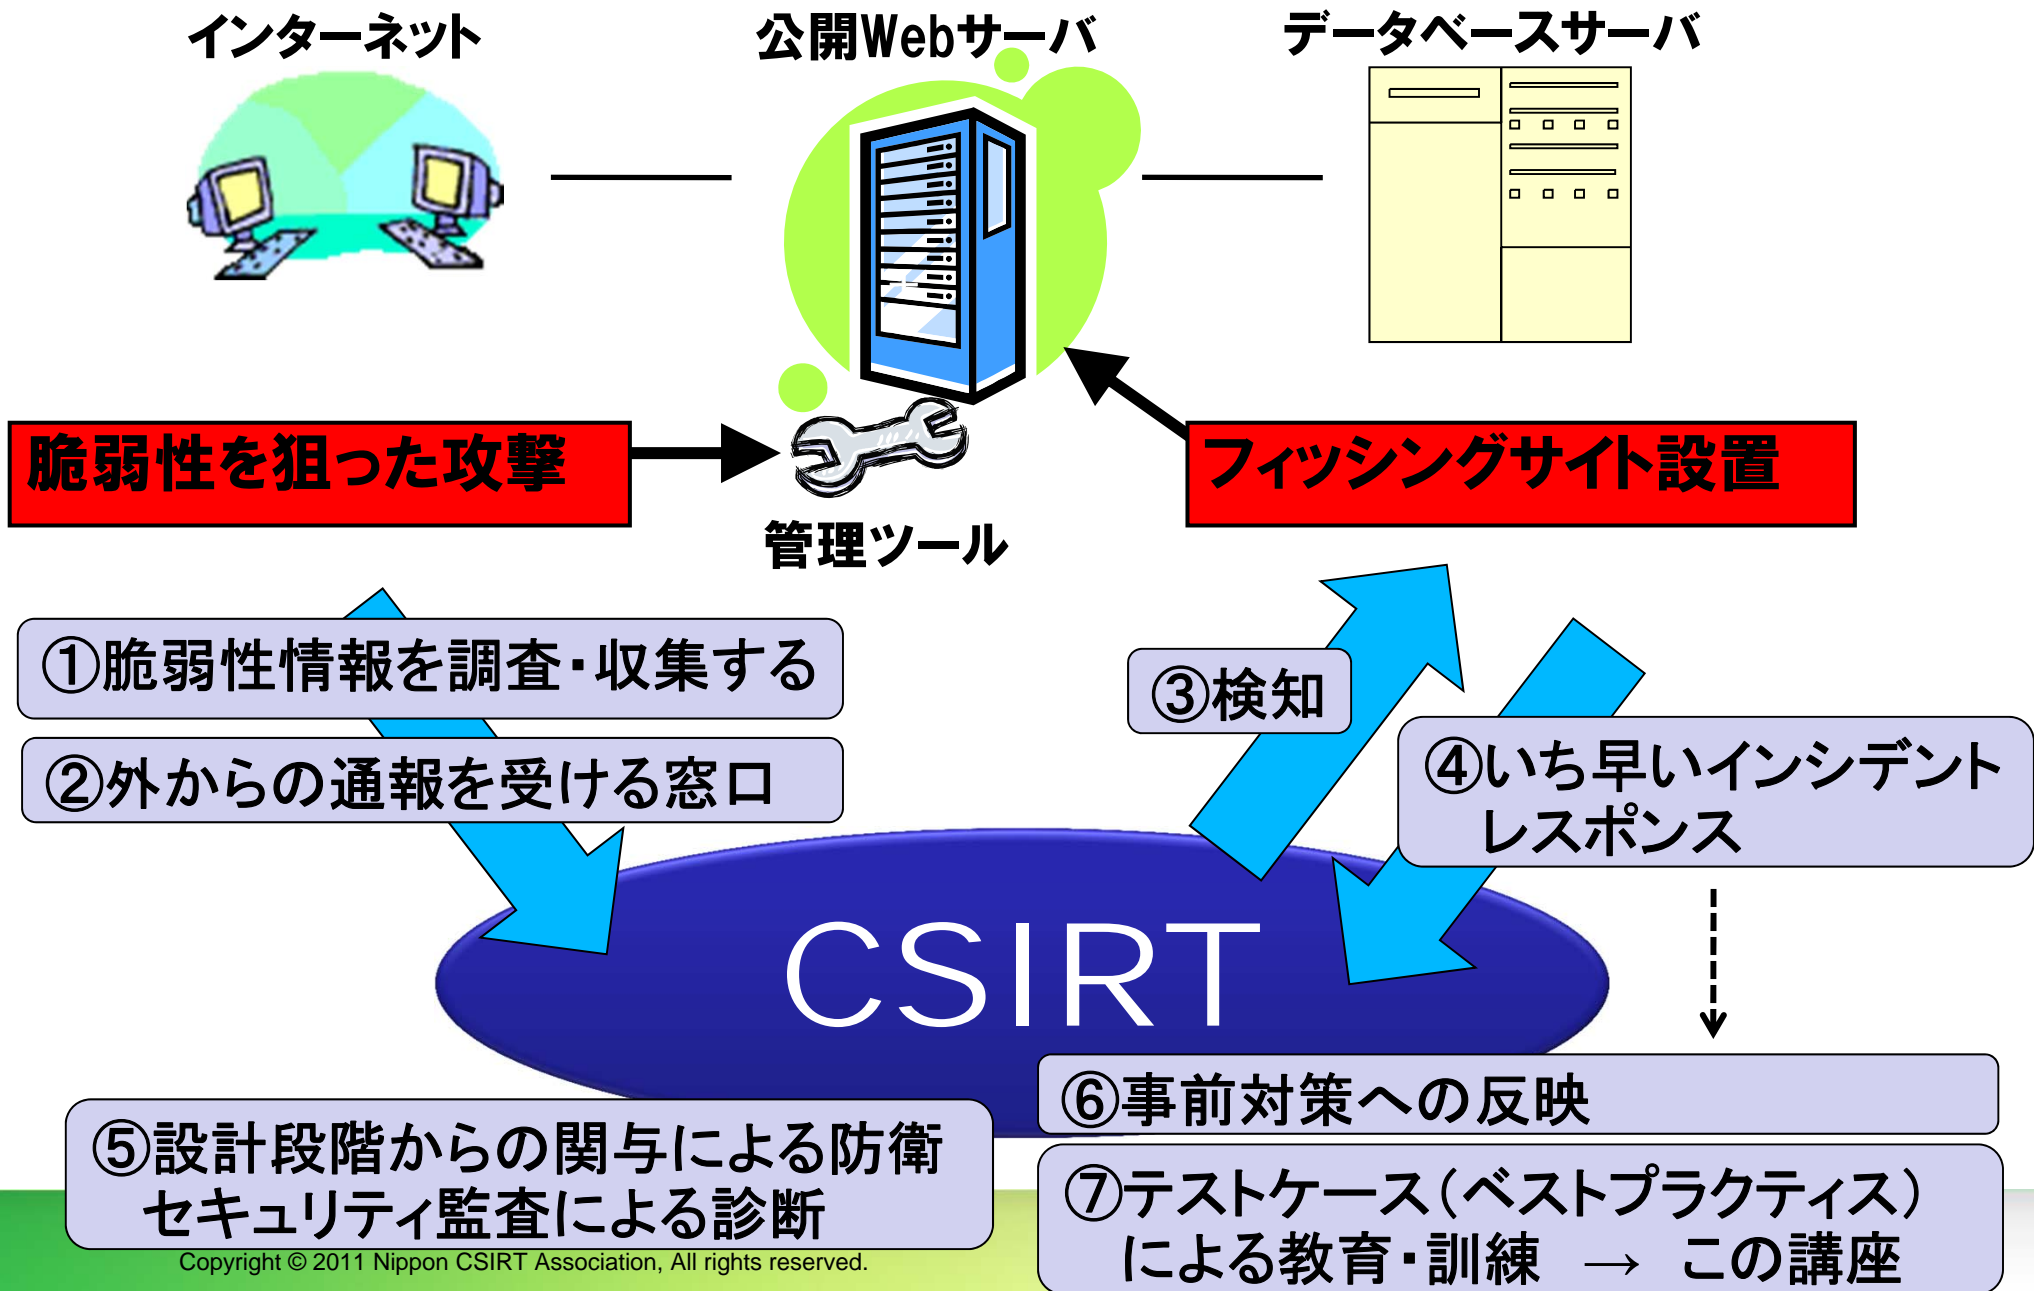 インターネット
公開Webサーバ
データベースサーバ
脆弱性を狙った攻撃
フィッシングサイト設置
管理ツール
①脆弱性情報を調査・収集する
②外からの通報を受ける窓口
③検知
④いち早いインシデント
レスポンス
CSIRT
⑤設計段階からの関与による防衛
セキュリティ監査による診断
⑥事前対策への反映
⑦テストケース（ベストプラクティス）
による教育・訓練 → この講座
Copyright © 2011 Nippon CSIRT Association, All rights reserved.